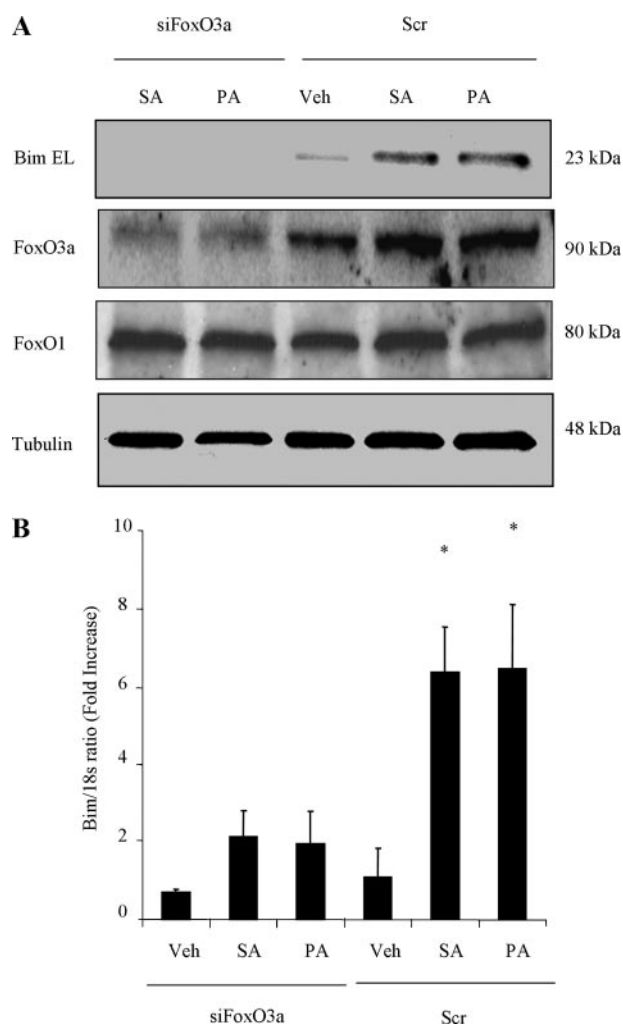 A
siFoxO3a Scr
SA PA Veh SA PA
Bim EL 23 kDa
FoxO3a 90 kDa
FoxO1 80 kDa
Tubulin 48 kDa
B
Bim/18s ratio (Fold Increase)
10
8
6
4
2
0
* *
Veh SA PA Veh SA PA
siFoxO3a Scr